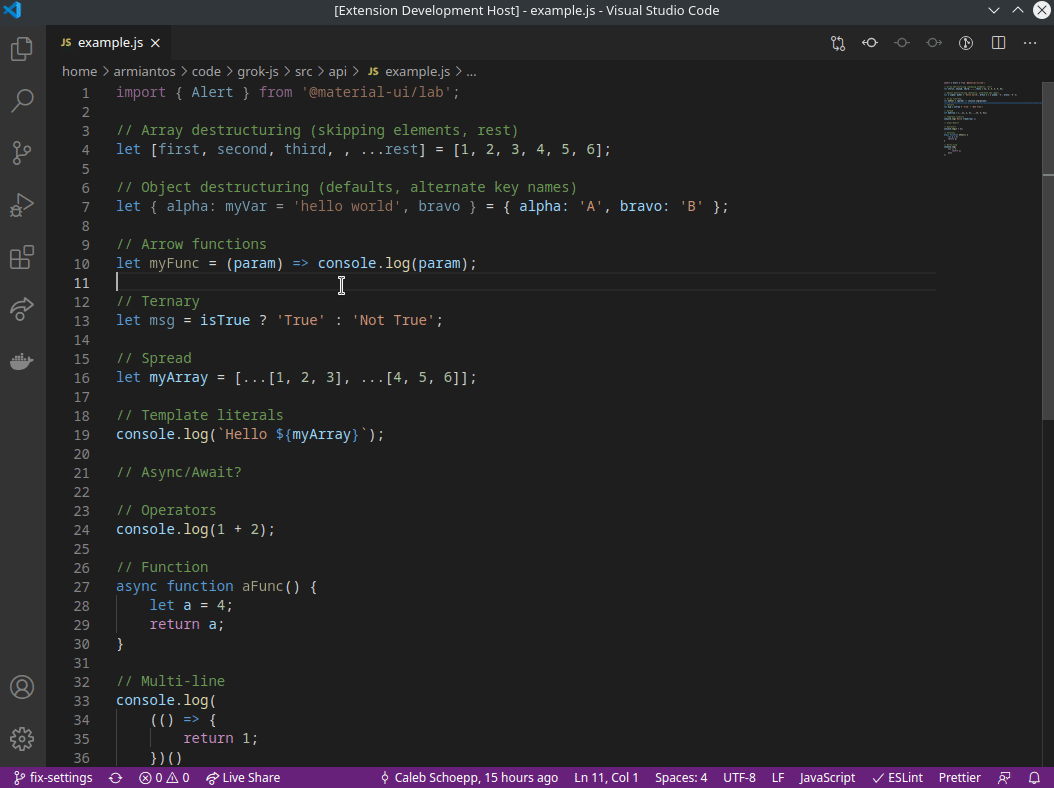 [Extension Development Host] - example.js - Visual Studio Code
JS example.js
home > armiantos > code > grok-js > src > api > JS example.js > ...
1 import { Alert } from '@material-ui/lab';
2
3 // Array destructuring (skipping elements, rest)
4 let [first, second, third, , ...rest] = [1, 2, 3, 4, 5, 6];
5
6 // Object destructuring (defaults, alternate key names)
7 let { alpha: myVar = 'hello world', bravo } = { alpha: 'A', bravo: 'B' };
8
9 // Arrow functions
10 let myFunc = (param) => console.log(param);
11
12 // Ternary
13 let msg = isTrue ? 'True' : 'Not True';
14
15 // Spread
16 let myArray = [...[1, 2, 3], ...[4, 5, 6]];
17
18 // Template literals
19 console.log(`Hello ${myArray}`);
20
21 // Async/Await?
22
23 // Operators
24 console.log(1 + 2);
25
26 // Function
27 async function aFunc() {
28     let a = 4;
29     return a;
30 }
31
32 // Multi-line
33 console.log(
34     (() => {
35         return 1;
36     })()
fix-settings 0 0 Live Share Caleb Schoepp, 15 hours ago Ln 11, Col 1 Spaces: 4 UTF-8 LF JavaScript ESLint Prettier